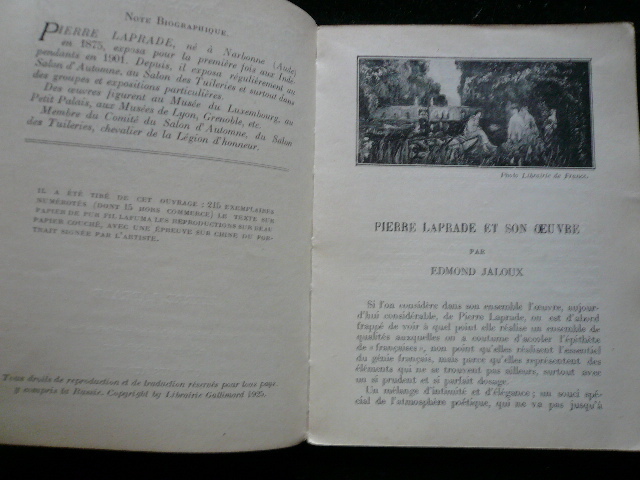 NOTE BIOGRAPHIQUE.
PIERRE LAPRADE, né à Narbonne (Aude)
en 1875, exposa pour la première fois aux Indé-
pendants en 1901. Depuis, il exposa régulièrement au
Salon d'Automne, au Salon des Tuileries et surtout dans
des groupes et expositions particulières.
Des œuvres figurent au Musée du Luxembourg, au
Petit Palais, aux Musées de Lyon, Grenoble, etc.
Membre du Comité du Salon d'Automne, du Salon
des Tuileries, chevalier de la Légion d'honneur.
IL A ÉTÉ TIRÉ DE CET OUVRAGE : 215 EXEMPLAIRES
NUMÉROTÉS (DONT 15 HORS COMMERCE) LE TEXTE SUR
PAPIER DE PUR FIL LAFUMA LES REPRODUCTIONS SUR BEAU
PAPIER COUCHÉ, AVEC UNE ÉPREUVE SUR CHINE DU POR-
TRAIT SIGNÉE PAR L'ARTISTE.
Tous droits de reproduction et de traduction réservés pour tous pays,
y compris la Russie. Copyright by Librairie Gallimard 1925.
Photo Librairie de France.
PIERRE LAPRADE ET SON ŒUVRE
PAR
EDMOND JALOUX
Si l'on considère dans son ensemble l'œuvre, aujour-
d'hui considérable, de Pierre Laprade, on est d'abord
frappé de voir à quel point elle réalise un ensemble de
qualités auxquelles on a coutume d'accoler l'épithète
de « françaises », non point qu'elles réalisent l'essentiel
du génie français, mais parce qu'elles représentent des
éléments qui ne se trouvent pas ailleurs, surtout avec
un si prudent et si parfait dosage.
Un mélange d'intimité et d'élégance ; un souci spé-
cial de l'atmosphère poétique, qui ne va pas jusqu'à